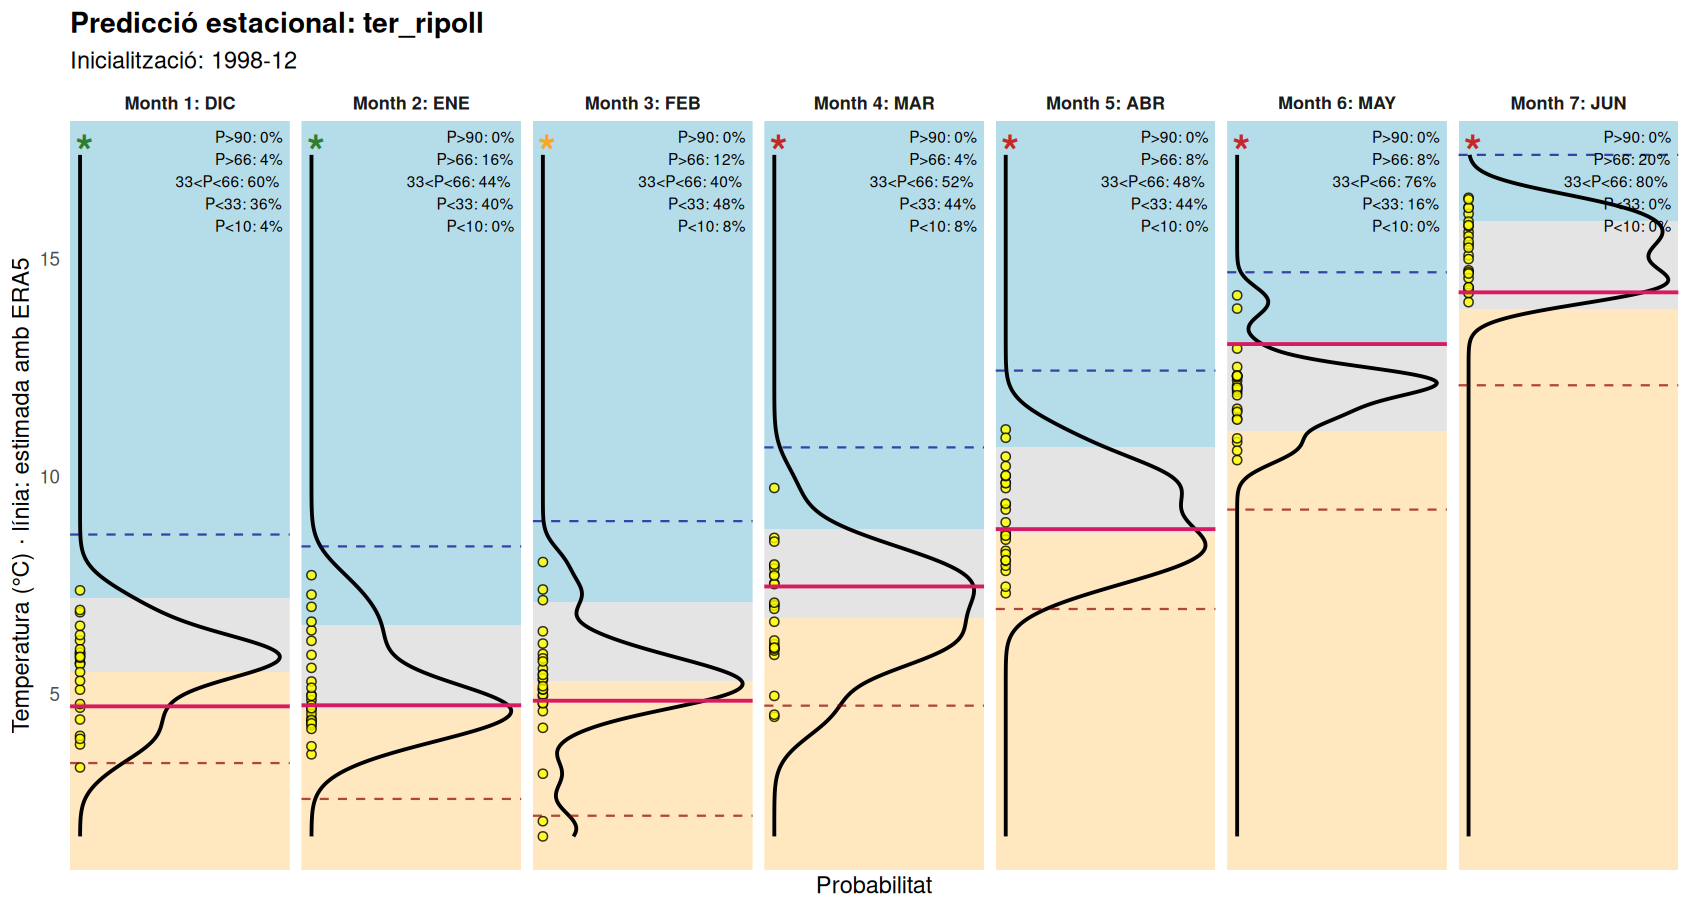 Predicció estacional: ter_ripoll
Inicialització: 1998-12
Month 1: DIC
P>90: 0%
P>66: 4%
33<P<66: 60%
P<33: 36%
P<10: 4%
Month 2: ENE
P>90: 0%
P>66: 16%
33<P<66: 44%
P<33: 40%
P<10: 0%
Month 3: FEB
P>90: 0%
P>66: 12%
33<P<66: 40%
P<33: 48%
P<10: 8%
Month 4: MAR
P>90: 0%
P>66: 4%
33<P<66: 52%
P<33: 44%
P<10: 8%
Month 5: ABR
P>90: 0%
P>66: 8%
33<P<66: 48%
P<33: 44%
P<10: 0%
Month 6: MAY
P>90: 0%
P>66: 8%
33<P<66: 76%
P<33: 16%
P<10: 0%
Month 7: JUN
P>90: 0%
P>66: 20%
33<P<66: 80%
P<33: 0%
P<10: 0%
Temperatura (°C) · línia: estimada amb ERA5
15
10
5
Probabilitat